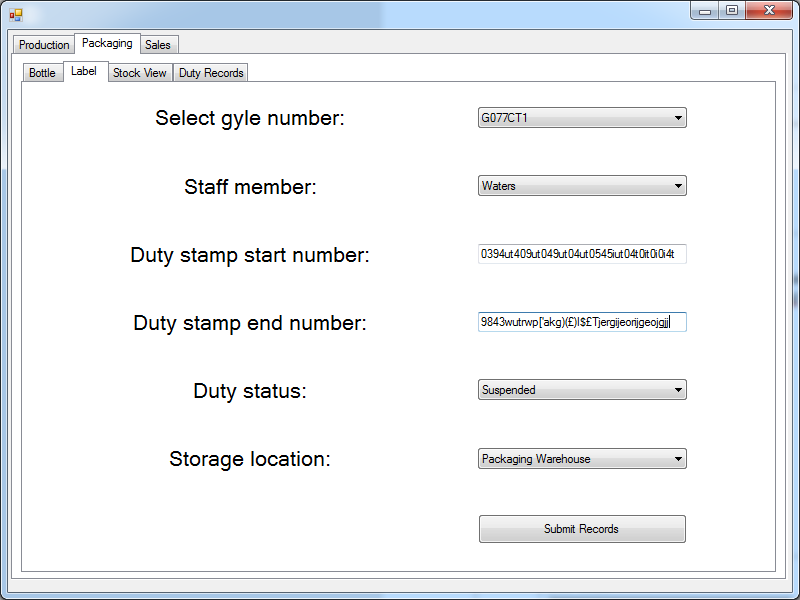 Production Packaging Sales
Bottle Label Stock View Duty Records
Select gyle number: G077CT1
Staff member: Waters
Duty stamp start number: 0394ut409ut049ut04ut0545iut04t0it0i0i4t
Duty stamp end number: 9843wutrwp['akg)(£)I$£Tjergijeorijgeojgjj
Duty status: Suspended
Storage location: Packaging Warehouse
Submit Records